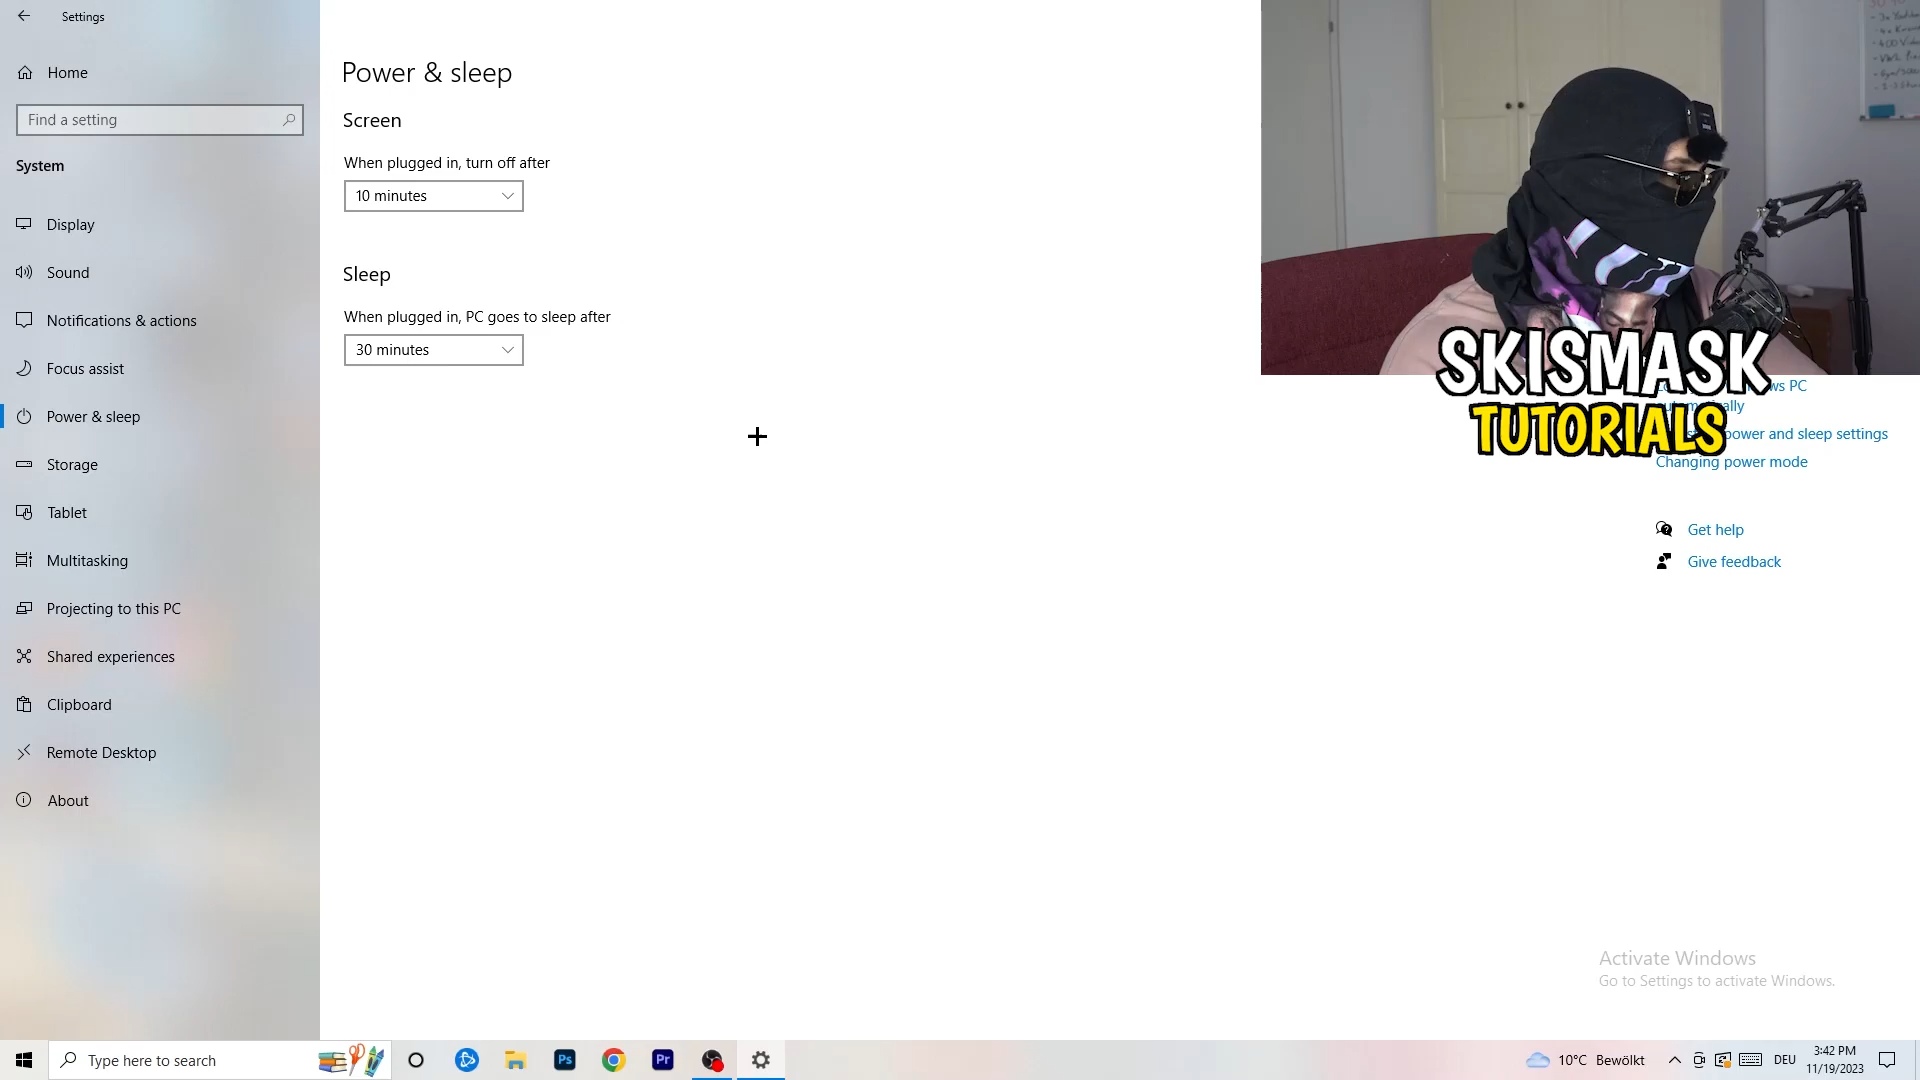 Settings
Home
Find a setting
System
Display
Sound
Notifications & actions
Focus assist
Power & sleep
Storage
Tablet
Multitasking
Projecting to this PC
Shared experiences
Clipboard
Remote Desktop
About
Power & sleep
Screen
When plugged in, turn off after
10 minutes
Sleep
When plugged in, PC goes to sleep after
30 minutes
SKISMASK
TUTORIALS
PC
power and sleep settings
Changing power mode
Get help
Give feedback
Activate Windows
Go to Settings to activate Windows.
Type here to search
Ps
Pr
10°C Bewölkt
DEU
3:42 PM
11/19/2023